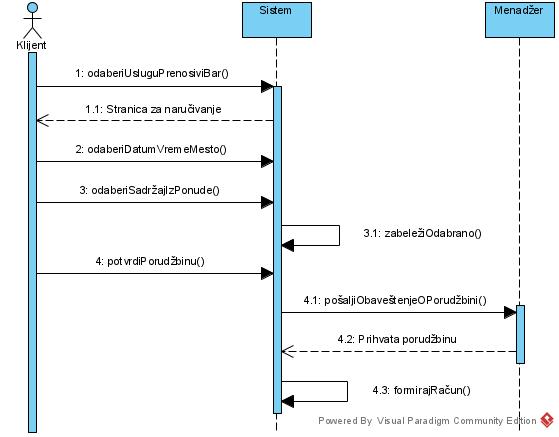 Sistem
Menadžer
Klijent
1: odaberiUsluguPrenosiviBar()
1.1: Stranica za naručivanje
2: odaberiDatumVremeMesto()
3: odaberiSadržajIzPonude()
3.1: zabeležiOdabrano()
4: potvrdiPorudžbinu()
4.1: pošaljiObaveštenjeOPorudžbini()
4.2: Prihvata porudžbinu
4.3: formirajRačun()
Powered By Visual Paradigm Community Edition